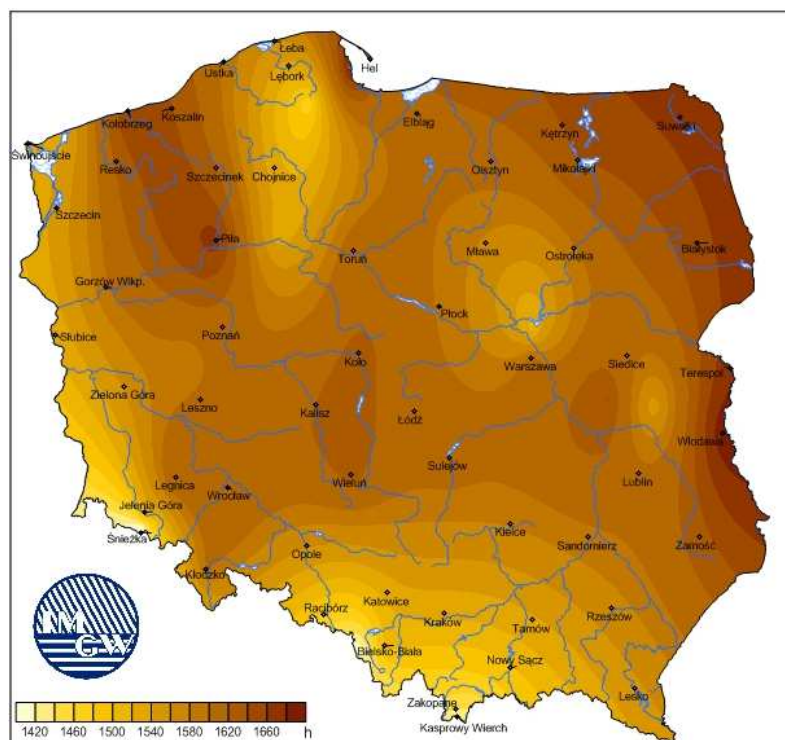 Łeba
Ustka
Lębork
Hel
Kołobrzeg
Koszalin
Elbląg
Kętrzyn
Suwałki
Świnoujście
Resko
Szczecinek
Chojnice
Olsztyn
Mikołajki
Szczecin
Piła
Toruń
Mława
Ostrołęka
Białystok
Gorzów Wlkp.
Płock
Słubice
Poznań
Koło
Warszawa
Siedlce
Terespol
Zielona Góra
Leszno
Kalisz
Łódź
Włodawa
Sulejów
Legnica
Wrocław
Wieluń
Lublin
Jelenia Góra
Śnieżka
Opole
Kielce
Sandomierz
Zamość
Kłodzko
Racibórz
Katowice
Kraków
Tarnów
Rzeszów
Bielsko-Biała
Nowy Sącz
Lesko
Zakopane
Kasprowy Wierch
IM
GW
1420 1460 1500 1540 1580 1620 1660 h